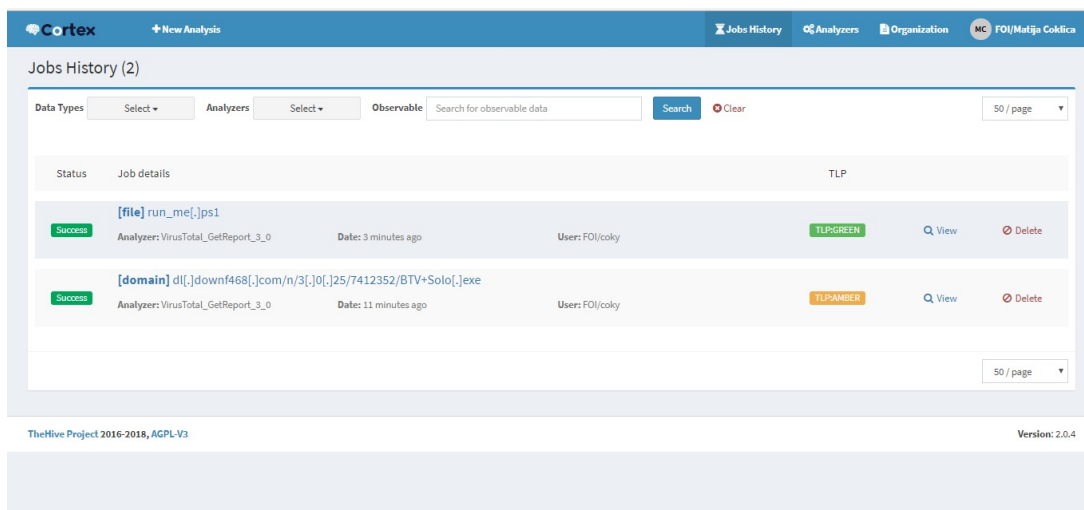 Cortex + New Analysis Jobs History Analyzers Organization MC FOI/Matija Coklica
Jobs History (2)
Data Types Select Analyzers Select Observable Search for observable data Search Clear 50 / page
Status Job details TLP
[file] run_me[.]ps1
Success Analyzer: VirusTotal_GetReport_3_0 Date: 3 minutes ago User: FOI/coky TLP:GREEN View Delete
[domain] dl[.]downf468[.]com/n/3[.]0[.]25/7412352/BTV+Solo[.]exe
Success Analyzer: VirusTotal_GetReport_3_0 Date: 11 minutes ago User: FOI/coky TLP:AMBER View Delete
50 / page
TheHive Project 2016-2018, AGPL-V3 Version: 2.0.4